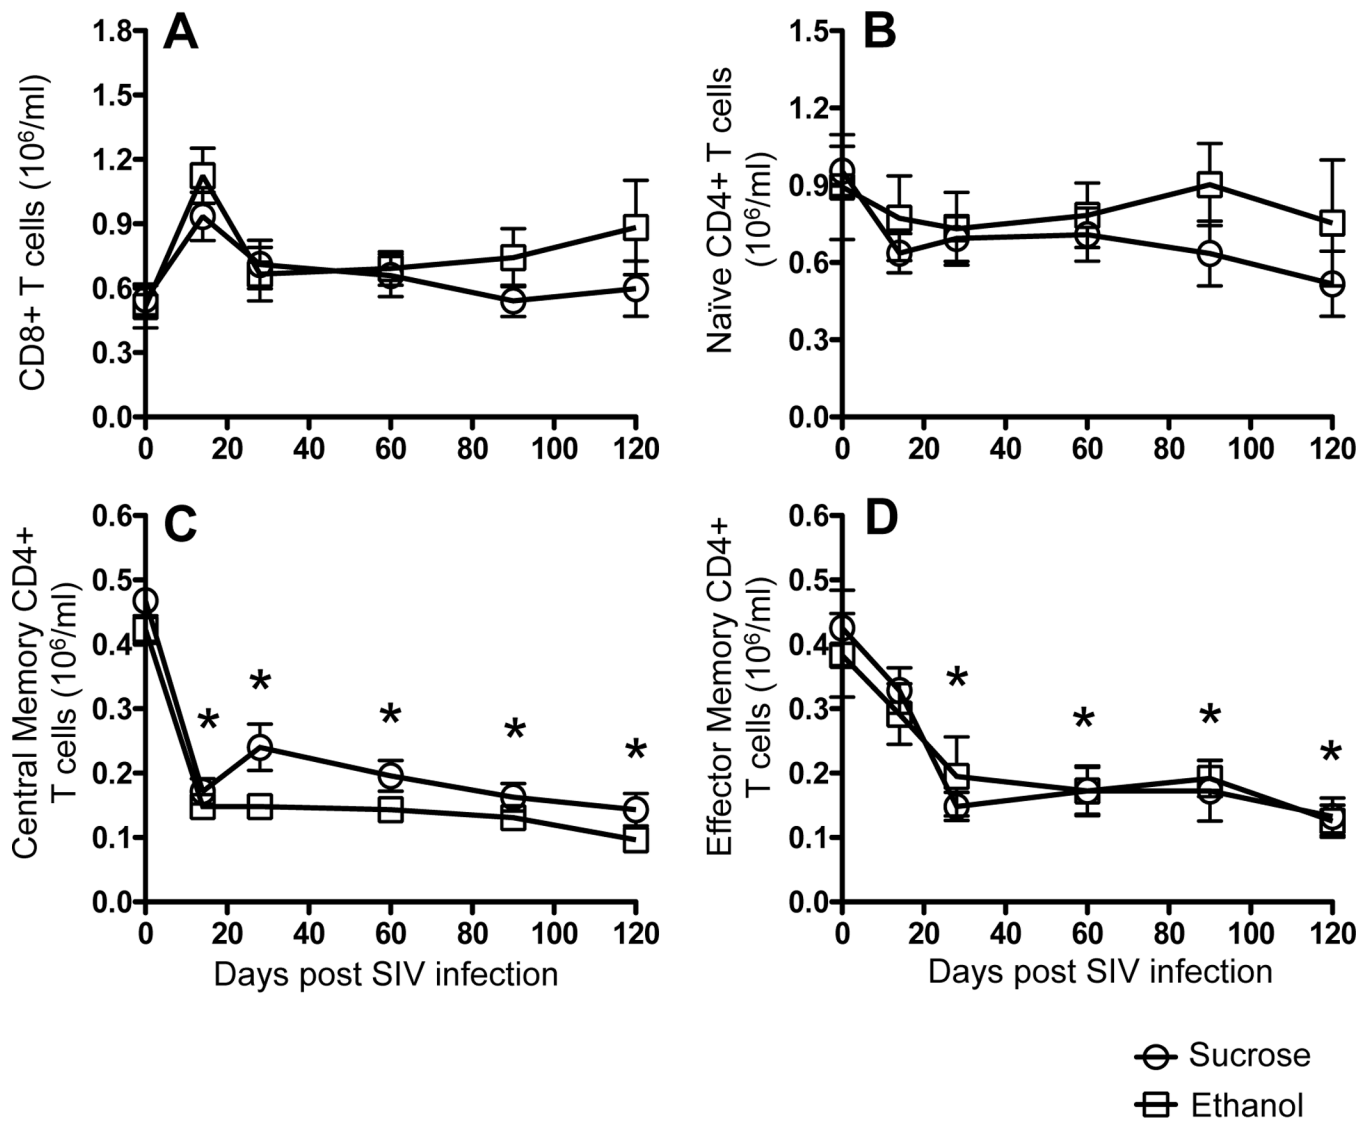 A
CD8+ T cells (10⁶/ml)
1.8
1.5
1.2
0.9
0.6
0.3
0.0
0 20 40 60 80 100 120
B
Naïve CD4+ T cells
(10⁶/ml)
1.5
1.2
0.9
0.6
0.3
0.0
0 20 40 60 80 100 120
C
Central Memory CD4+
T cells (10⁶/ml)
0.6
0.5
0.4
0.3
0.2
0.1
0.0
* * * * *
0 20 40 60 80 100 120
Days post SIV infection
D
Effector Memory CD4+
T cells (10⁶/ml)
0.6
0.5
0.4
0.3
0.2
0.1
0.0
* * * *
0 20 40 60 80 100 120
Days post SIV infection
Sucrose
Ethanol